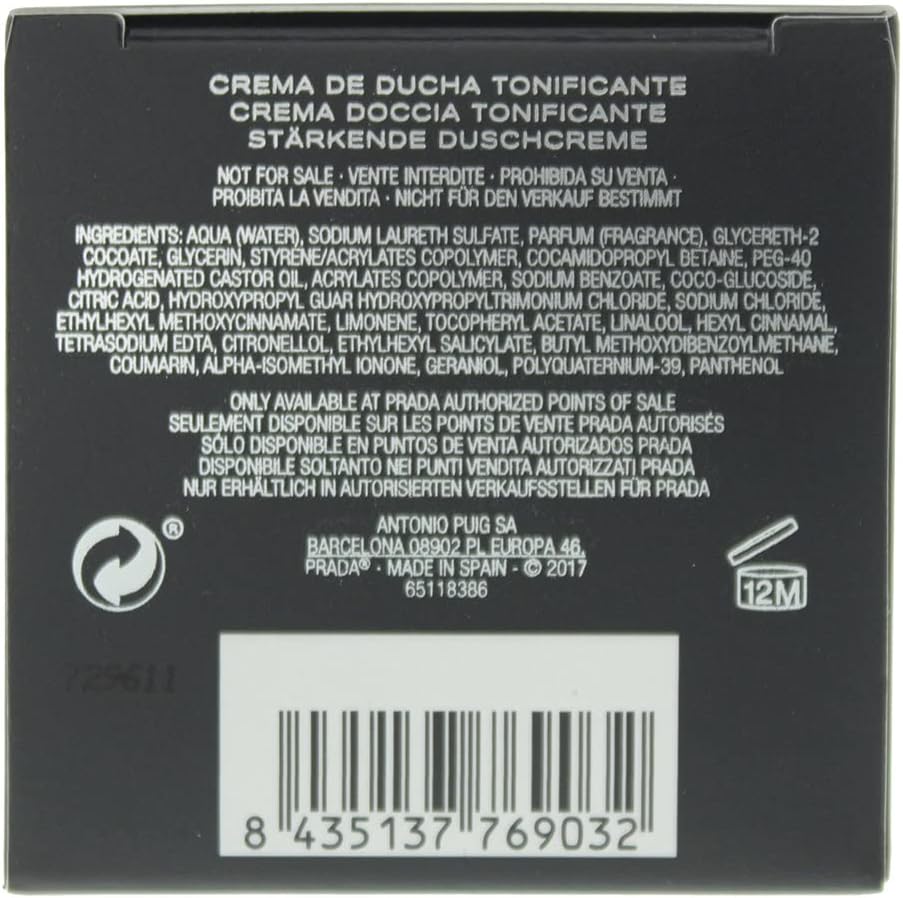 CREMA DE DUCHA TONIFICANTE
CREMA DOCCIA TONIFICANTE
STÄRKENDE DUSCHCREME
NOT FOR SALE · VENTE INTERDITE · PROHIBIDA SU VENTA ·
PROIBITA LA VENDITA · NICHT FÜR DEN VERKAUF BESTIMMT
INGREDIENTS: AQUA (WATER), SODIUM LAURETH SULFATE, PARFUM (FRAGRANCE), GLYCERETH-2
COCOATE, GLYCERIN, STYRENE/ACRYLATES COPOLYMER, COCAMIDOPROPYL BETAINE, PEG-40
HYDROGENATED CASTOR OIL, ACRYLATES COPOLYMER, SODIUM BENZOATE, COCO-GLUCOSIDE,
CITRIC ACID, HYDROXYPROPYL GUAR HYDROXYPROPYLTRIMONIUM CHLORIDE, SODIUM CHLORIDE,
ETHYLHEXYL METHOXYCINNAMATE, LIMONENE, TOCOPHERYL ACETATE, LINALOOL, HEXYL CINNAMAL,
TETRASODIUM EDTA, CITRONELLOL, ETHYLHEXYL SALICYLATE, BUTYL METHOXYDIBENZOYLMETHANE,
COUMARIN, ALPHA-ISOMETHYL IONONE, GERANIOL, POLYQUATERNIUM-39, PANTHENOL
ONLY AVAILABLE AT PRADA AUTHORIZED POINTS OF SALE
SEULEMENT DISPONIBLE SUR LES POINTS DE VENTE PRADA AUTORISÉS
SÓLO DISPONIBLE EN PUNTOS DE VENTA AUTORIZADOS PRADA
DISPONIBLE SOLTANTO NEI PUNTI VENDITA AUTORIZZATI PRADA
NUR ERHÄLTLICH IN AUTORISIERTEN VERKAUFSSTELLEN FÜR PRADA
ANTONIO PUIG SA
BARCELONA 08902 PL EUROPA 46,
PRADA® · MADE IN SPAIN - © 2017
65118386
®
12M
729611
8 435137 769032